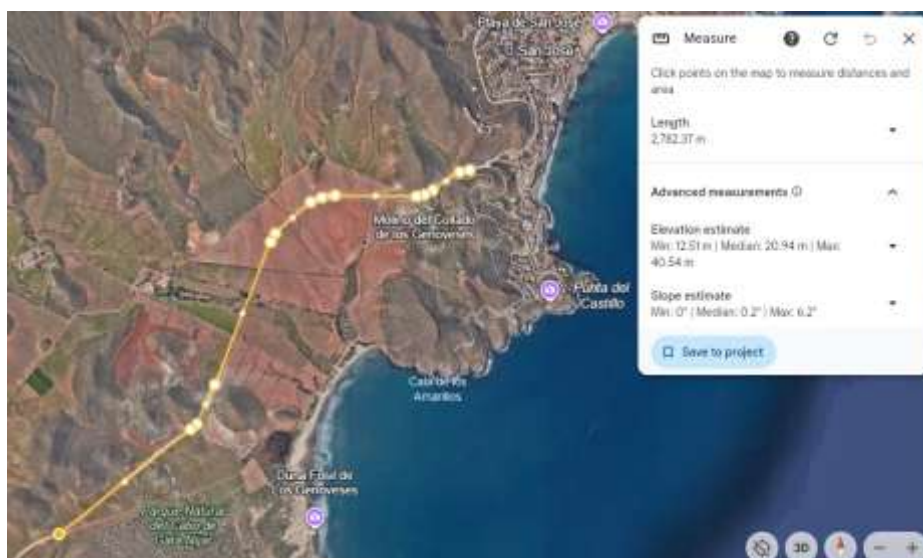 Playa de San José
San José
Molino del Collado
de los Genoveses
Punta del
Castillo
Cala de los
Amarillos
Duna Fósil de
Los Genoveses
Parque Natural
del Cabo de
Gata-Níjar
Measure
Click points on the map to measure distances and
area
Length
2,782.37 m
Advanced measurements
Elevation estimate
Min: 12.51 m | Median: 20.94 m | Max:
40.54 m
Slope estimate
Min: 0° | Median: 0.2° | Max: 6.2°
Save to project
3D